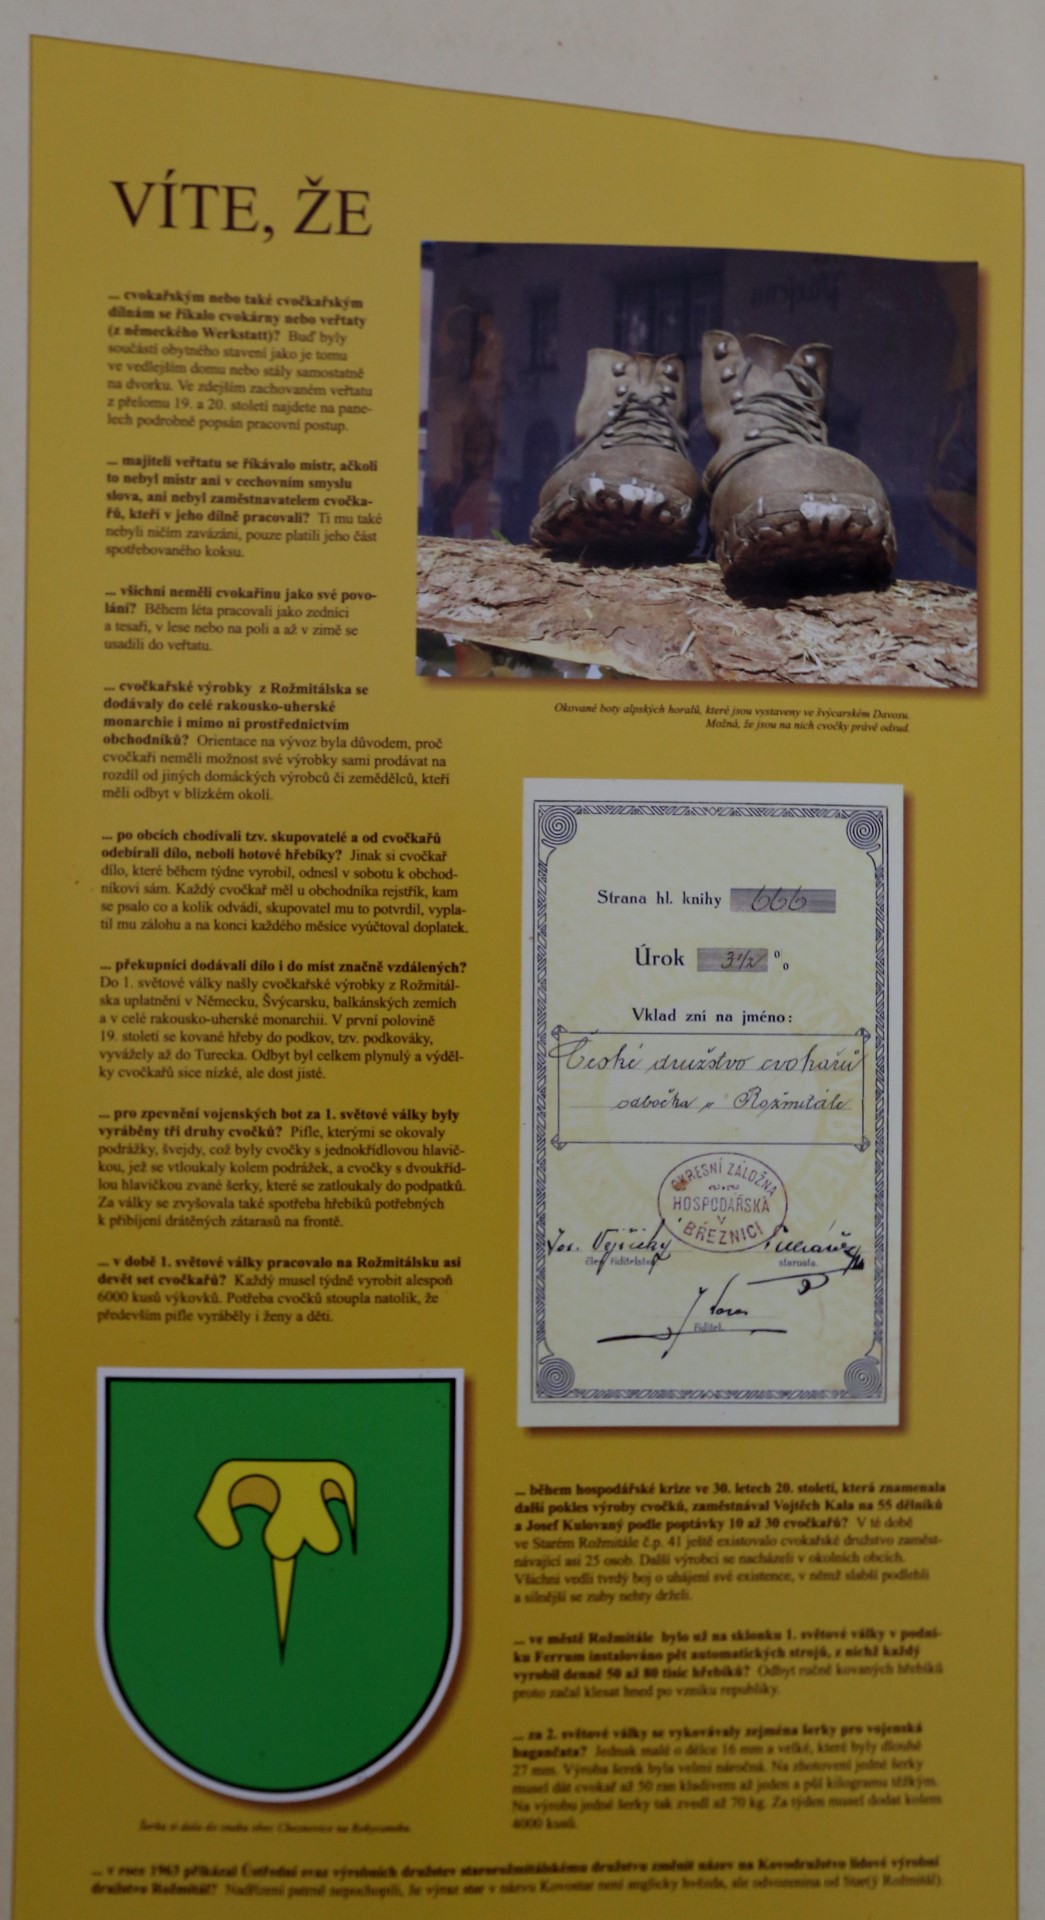 VÍTE, ŽE
... cvokařským nebo také cvočkařským
dílnám se říkalo cvokárny nebo veřtaty
(z německého Werkstatt)? Buď byly
součástí obytného stavení jako je tomu
ve vedlejším domu nebo stály samostatně
na dvorku. Ve zdejším zachovaném veřtatu
z přelomu 19. a 20. století najdete na pane-
lech podrobně popsán pracovní postup.
... majiteli veřtatu se říkávalo mistr, ačkoli
to nebyl mistr ani v cechovním smyslu
slova, ani nebyl zaměstnavatelem cvočka-
řů, kteří v jeho dílně pracovali? Ti mu také
nebyli ničím zavázáni, pouze platili jeho část
spotřebovaného koksu.
... všichni neměli cvokařinu jako své povo-
lání? Během léta pracovali jako zedníci
a tesaři, v lese nebo na poli a až v zimě se
usadili do veřtatu.
... cvočkařské výrobky z Rožmitálska se
dodávaly do celé rakousko-uherské
monarchie i mimo ni prostřednictvím
obchodníků? Orientace na vývoz byla důvodem, proč
cvočkaři neměli možnost své výrobky sami prodávat na
rozdíl od jiných domáckých výrobců či zemědělců, kteří
měli odbyt v blízkém okolí.
... po obcích chodívali tzv. skupovatelé a od cvočkařů
odebírali dílo, neboli hotové hřebíky? Jinak si cvočkař
dílo, které během týdne vyrobil, odnesl v sobotu k obchod-
níkovi sám. Každý cvočkař měl u obchodníka rejstřík, kam
se psalo co a kolik odvádí, skupovatel mu to potvrdil, vypla-
til mu zálohu a na konci každého měsíce vyúčtoval doplatek.
... překupníci dodávali dílo i do míst značně vzdálených?
Do 1. světové války našly cvočkařské výrobky z Rožmitál-
ska uplatnění v Německu, Švýcarsku, balkánských zemích
a v celé rakousko-uherské monarchii. V první polovině
19. století se kované hřeby do podkov, tzv. podkováky,
vyvážely až do Turecka. Odbyt byl celkem plynulý a výděl-
ky cvočkařů sice nízké, ale dost jisté.
... pro zpevnění vojenských bot za 1. světové války byly
vyráběny tři druhy cvočků? Pifle, kterými se okovaly
podrážky, švejdy, což byly cvočky s jednokřídlovou hlavič-
kou, jež se vtloukaly kolem podrážek, a cvočky s dvoukříd-
lou hlavičkou zvané šerky, které se zatloukaly do podpatků.
Za války se zvyšovala také spotřeba hřebíků potřebných
k přibíjení drátěných zátarasů na frontě.
... v době 1. světové války pracovalo na Rožmitálsku asi
devět set cvočkařů? Každý musel týdně vyrobit alespoň
6000 kusů výkovků. Potřeba cvočků stoupla natolik, že
především pifle vyráběly i ženy a děti.
Šerku si dala do znaku obec Cheznovice na Rokycansku.
Okované boty alpských horalů, které jsou vystaveny ve švýcarském Davosu.
Možná, že jsou na nich cvočky právě odsud.
Strana hl. knihy 666
Úrok 3 1/2 %
Vklad zní na jméno:
České družstvo cvokařů
odbočka v Rožmitále
OKRESNÍ ZÁLOŽNA
HOSPODÁŘSKÁ
V
BŘEZNICI
Jos.
člen ředitelství
starosta.
ředitel.
... během hospodářské krize ve 30. letech 20. století, která znamenala
další pokles výroby cvočků, zaměstnával Vojtěch Kala na 55 dělníků
a Josef Kulovaný podle poptávky 10 až 30 cvočkařů? V té době
ve Starém Rožmitále č.p. 41 ještě existovalo cvokařské družstvo zaměst-
návající asi 25 osob. Další výrobci se nacházeli v okolních obcích.
Všichni vedli tvrdý boj o uhájení své existence, v němž slabší podlehli
a silnější se zuby nehty drželi.
... ve městě Rožmitále bylo už na sklonku 1. světové války v podni-
ku Ferrum instalováno pět automatických strojů, z nichž každý
vyrobil denně 50 až 80 tisíc hřebíků? Odbyt ručně kovaných hřebíků
proto začal klesat hned po vzniku republiky.
... za 2. světové války se vykovávaly zejména šerky pro vojenská
bagančata? Jednak malé o délce 16 mm a velké, které byly dlouhé
27 mm. Výroba šerek byla velmi náročná. Na zhotovení jedné šerky
musel dát cvokař až 50 ran kladivem až jeden a půl kilogramu těžkým.
Na výrobu jedné šerky tak zvedl až 70 kg. Za týden musel dodat kolem
4000 kusů.
... v roce 1963 přikázal Ústřední svaz výrobních družstev starorožmitálskému družstvu změnit název na Kovodružstvo lidové výrobní
družstvo Rožmitál? Nadřízení patrně nepochopili, že výraz star v názvu Kovostar není anglicky hvězda, ale odvozenina od Star(ý Rožmitál).